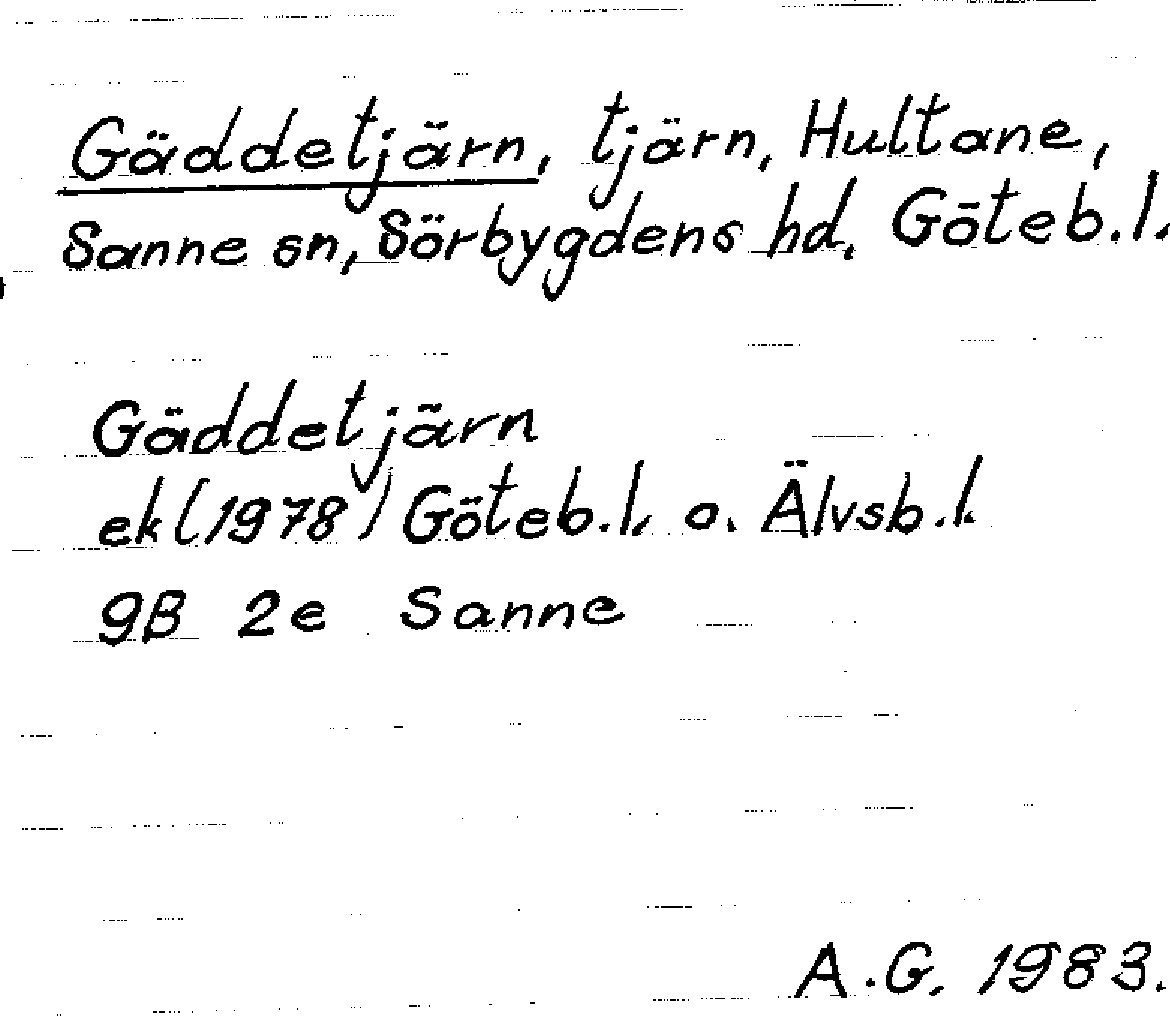 Gäddetjärn, tjärn, Hultane,
Sanne sn, Sörbygdens hd. Göteb.l.
Gäddetjärn
ek (1978) Göteb.l. o. Älvsb.l.
9B 2e Sanne
A.G. 1983.